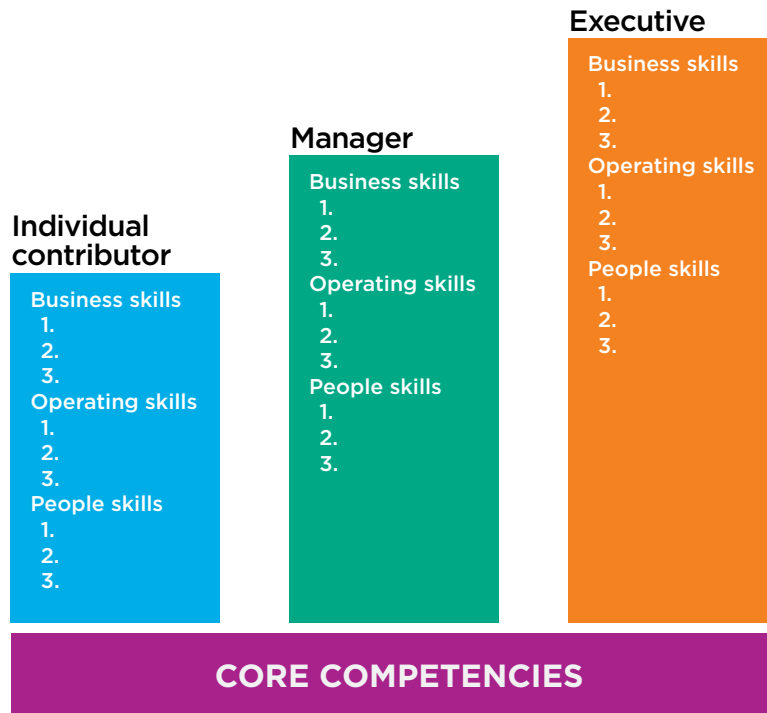 Individual
contributor
Business skills
1.
2.
3.
Operating skills
1.
2.
3.
People skills
1.
2.
3.
Manager
Business skills
1.
2.
3.
Operating skills
1.
2.
3.
People skills
1.
2.
3.
Executive
Business skills
1.
2.
3.
Operating skills
1.
2.
3.
People skills
1.
2.
3.
CORE COMPETENCIES